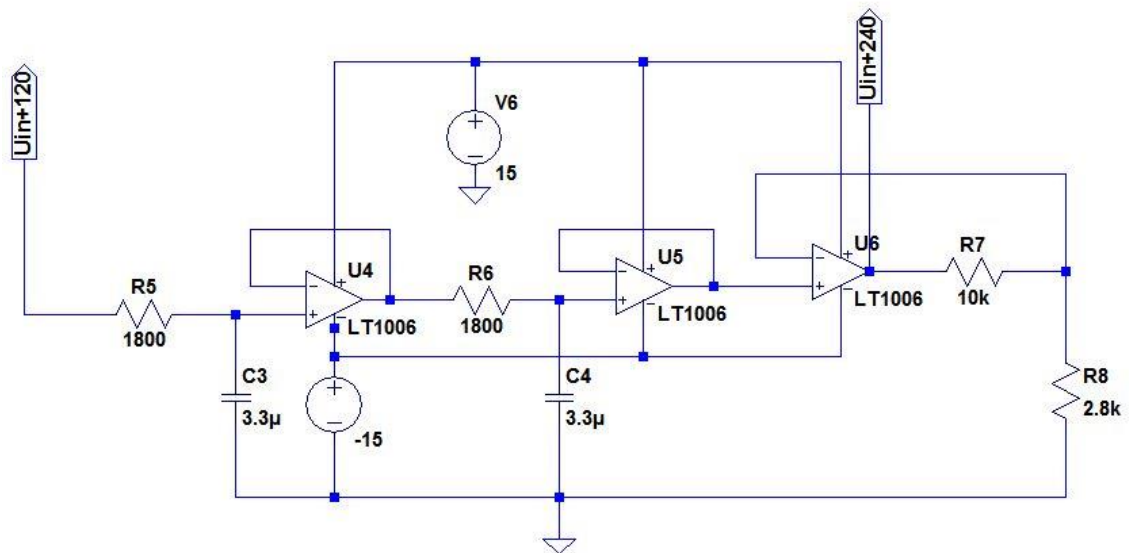 Uin+120
Uin+240
V6
15
U4
LT1006
R5
1800
C3
3.3µ
-15
R6
1800
U5
LT1006
C4
3.3µ
U6
LT1006
R7
10k
R8
2.8k